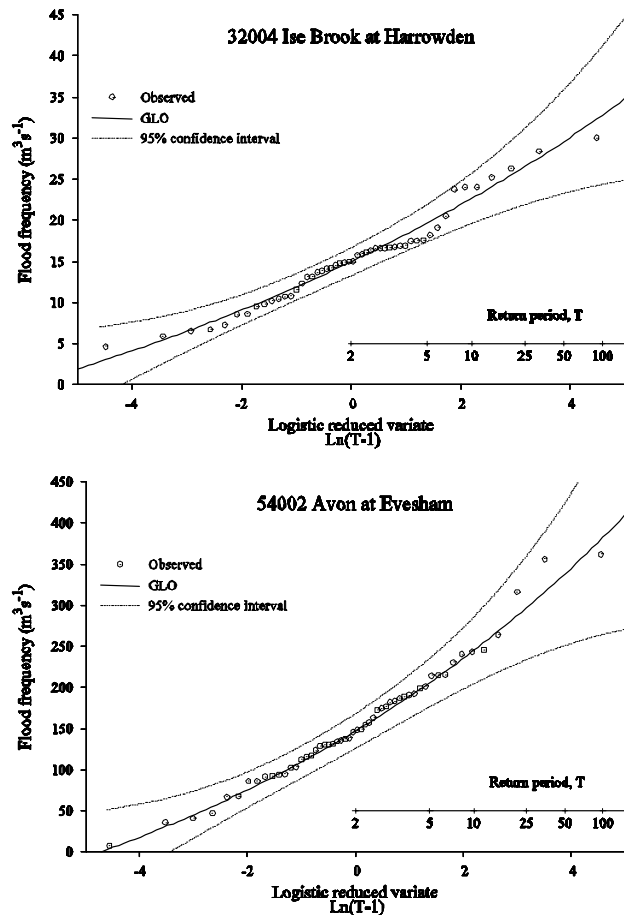 32004 Ise Brook at Harrowden
Flood frequency (m³s⁻¹)
45
40
35
30
25
20
15
10
5
0
Observed
GLO
95% confidence interval
Return period, T
2 5 10 25 50 100
-4 -2 0 2 4
Logistic reduced variate
Ln(T-1)
54002 Avon at Evesham
Flood frequency (m³s⁻¹)
450
400
350
300
250
200
150
100
50
0
Observed
GLO
95% confidence interval
Return period, T
2 5 10 25 50 100
-4 -2 0 2 4
Logistic reduced variate
Ln(T-1)